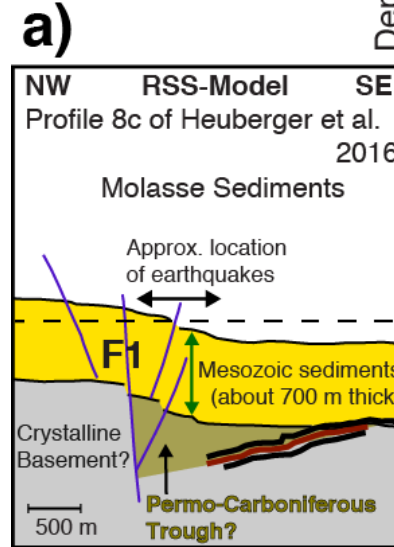 a)
NW RSS-Model SE
Profile 8c of Heuberger et al.
2016
Molasse Sediments
Approx. location
of earthquakes
F1
Mesozoic sediments
(about 700 m thick
Crystalline
Basement?
Permo-Carboniferous
Trough?
500 m